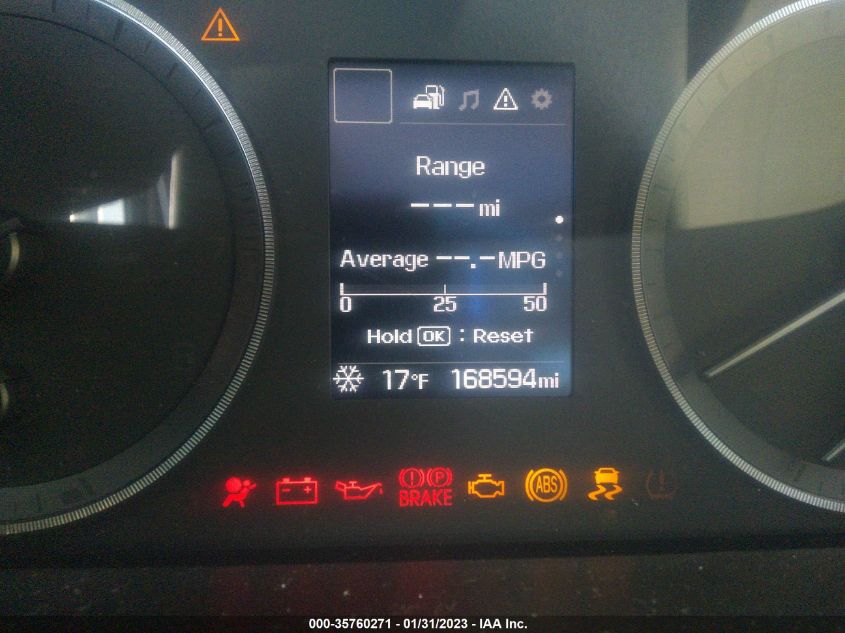 Range
---mi
Average --.-MPG
0 25 50
Hold OK : Reset
17°F 168594mi
BRAKE ABS
000-35760271 - 01/31/2023 - IAA Inc.